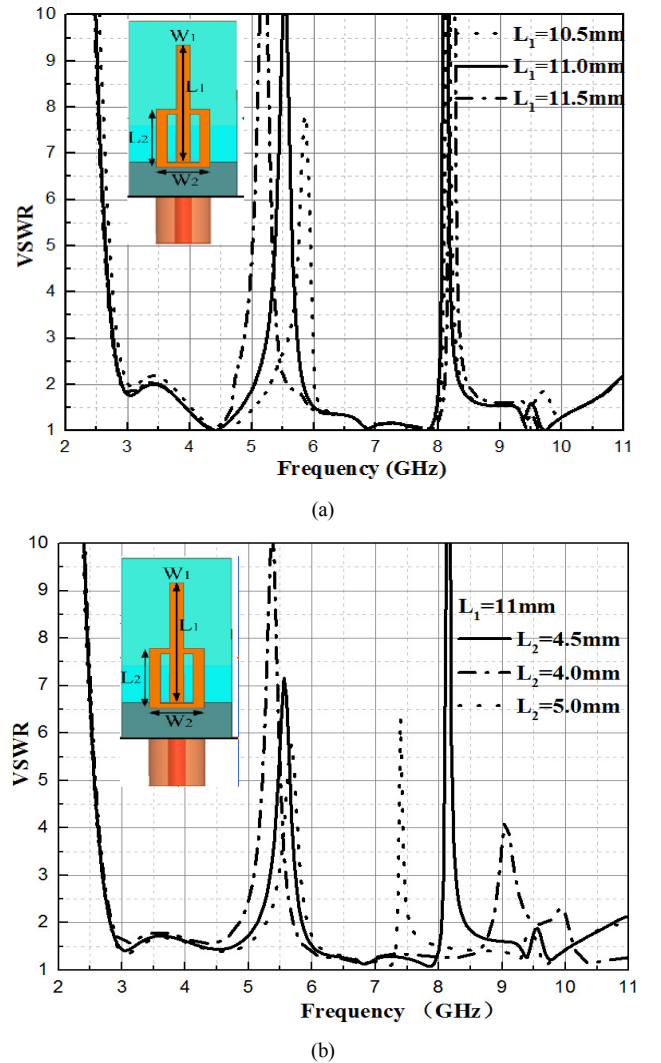 10
9
8
7
6
5
4
3
2
1
VSWR
W1
L1
L2
W2
L1=10.5mm
L1=11.0mm
L1=11.5mm
2 3 4 5 6 7 8 9 10 11
Frequency (GHz)
(a)
10
9
8
7
6
5
4
3
2
1
VSWR
W1
L1
L2
W2
L1=11mm
L2=4.5mm
L2=4.0mm
L2=5.0mm
2 3 4 5 6 7 8 9 10 11
Frequency （GHz）
(b)